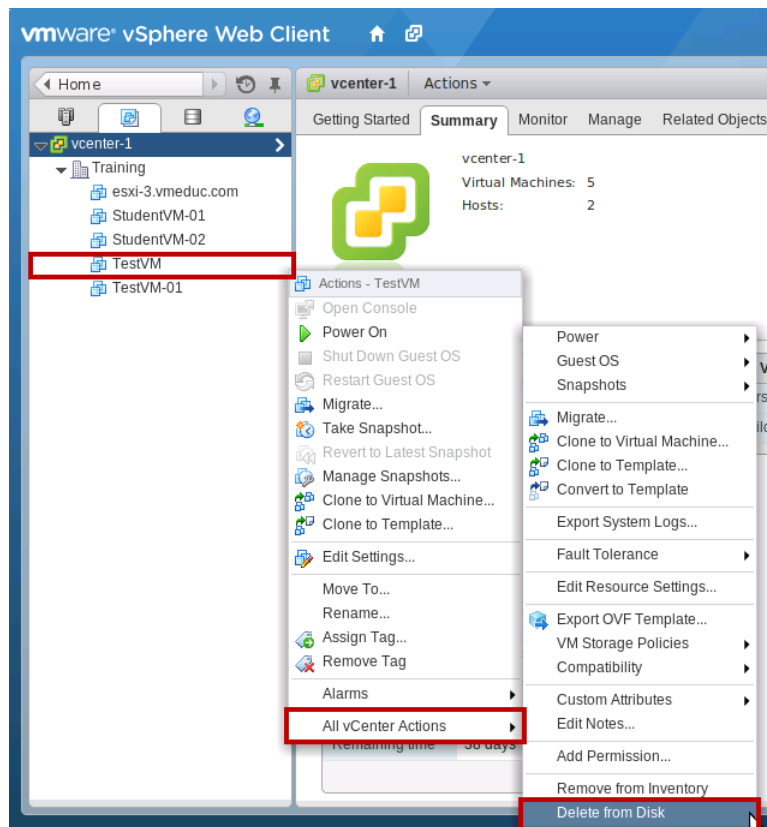 vmware® vSphere Web Client
Home
vcenter-1 Actions
Getting Started Summary Monitor Manage Related Objects
vcenter-1
Training
esxi-3.vmeduc.com
StudentVM-01
StudentVM-02
TestVM
TestVM-01
vcenter-1
Virtual Machines: 5
Hosts: 2
Actions - TestVM
Open Console
Power On
Shut Down Guest OS
Restart Guest OS
Migrate...
Take Snapshot...
Revert to Latest Snapshot
Manage Snapshots...
Clone to Virtual Machine...
Clone to Template...
Edit Settings...
Move To...
Rename...
Assign Tag...
Remove Tag
Alarms
All vCenter Actions
Remaining time 58 days
Power
Guest OS
Snapshots
Migrate...
Clone to Virtual Machine...
Clone to Template...
Convert to Template
Export System Logs...
Fault Tolerance
Edit Resource Settings...
Export OVF Template...
VM Storage Policies
Compatibility
Custom Attributes
Edit Notes...
Add Permission...
Remove from Inventory
Delete from Disk